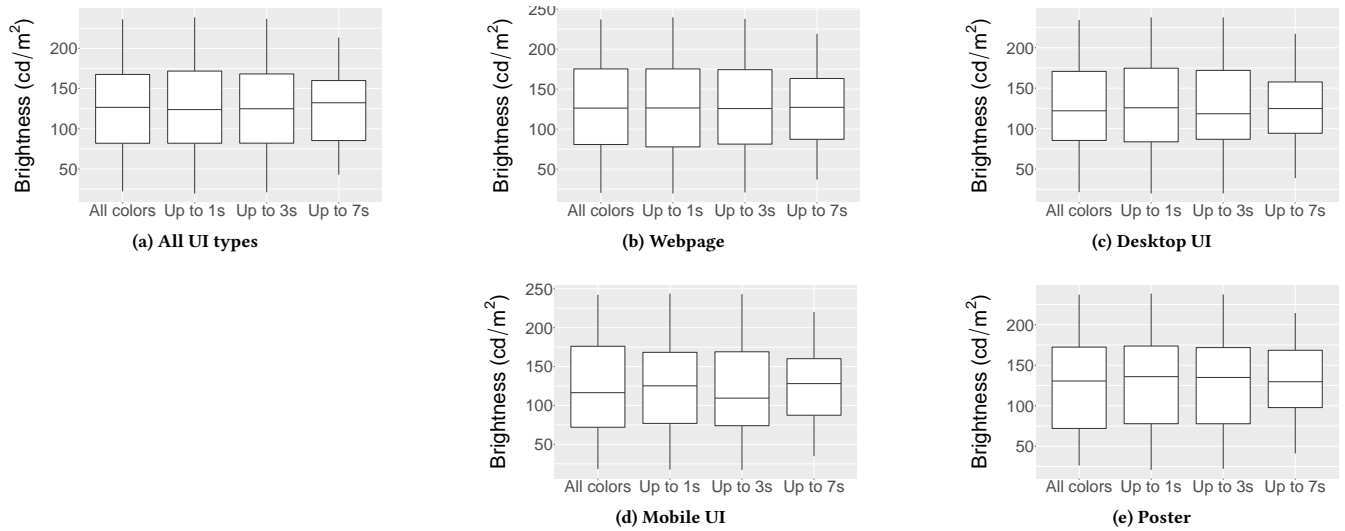 Brightness (cd/m²)
200
150
100
50
All colors Up to 1s Up to 3s Up to 7s
(a) All UI types
Brightness (cd/m²)
250
200
150
100
50
All colors Up to 1s Up to 3s Up to 7s
(b) Webpage
Brightness (cd/m²)
200
150
100
50
All colors Up to 1s Up to 3s Up to 7s
(c) Desktop UI
Brightness (cd/m²)
250
200
150
100
50
All colors Up to 1s Up to 3s Up to 7s
(d) Mobile UI
Brightness (cd/m²)
200
150
100
50
All colors Up to 1s Up to 3s Up to 7s
(e) Poster